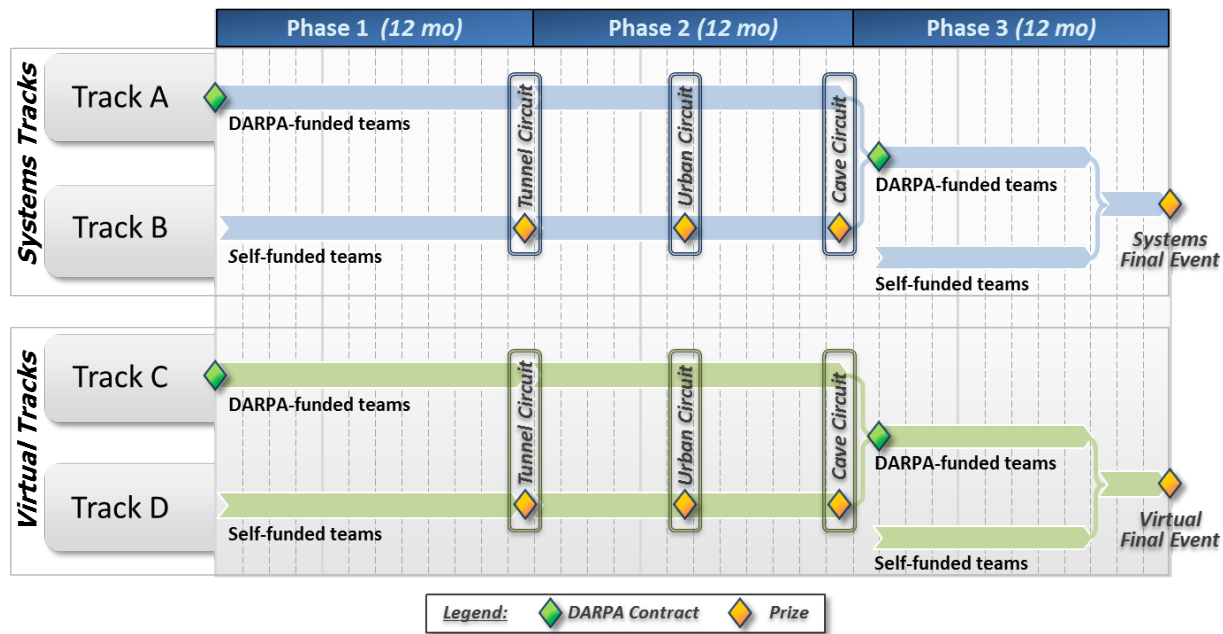 Phase 1 (12 mo)
Phase 2 (12 mo)
Phase 3 (12 mo)
Systems Tracks
Track A
DARPA-funded teams
Tunnel Circuit
Urban Circuit
Cave Circuit
DARPA-funded teams
Track B
Self-funded teams
Self-funded teams
Systems
Final Event
Virtual Tracks
Track C
DARPA-funded teams
Tunnel Circuit
Urban Circuit
Cave Circuit
DARPA-funded teams
Track D
Self-funded teams
Self-funded teams
Virtual
Final Event
Legend:
DARPA Contract
Prize